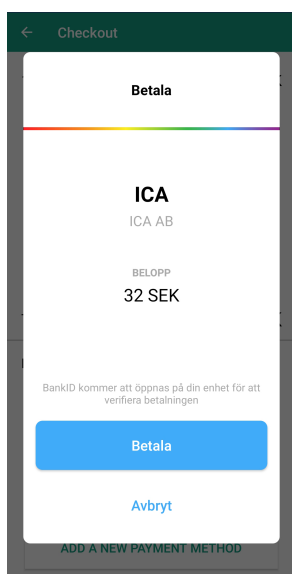 Checkout
Betala
ICA
ICA AB
BELOPP
32 SEK
BankID kommer att öppnas på din enhet för att
verifiera betalningen
Betala
Avbryt
ADD A NEW PAYMENT METHOD